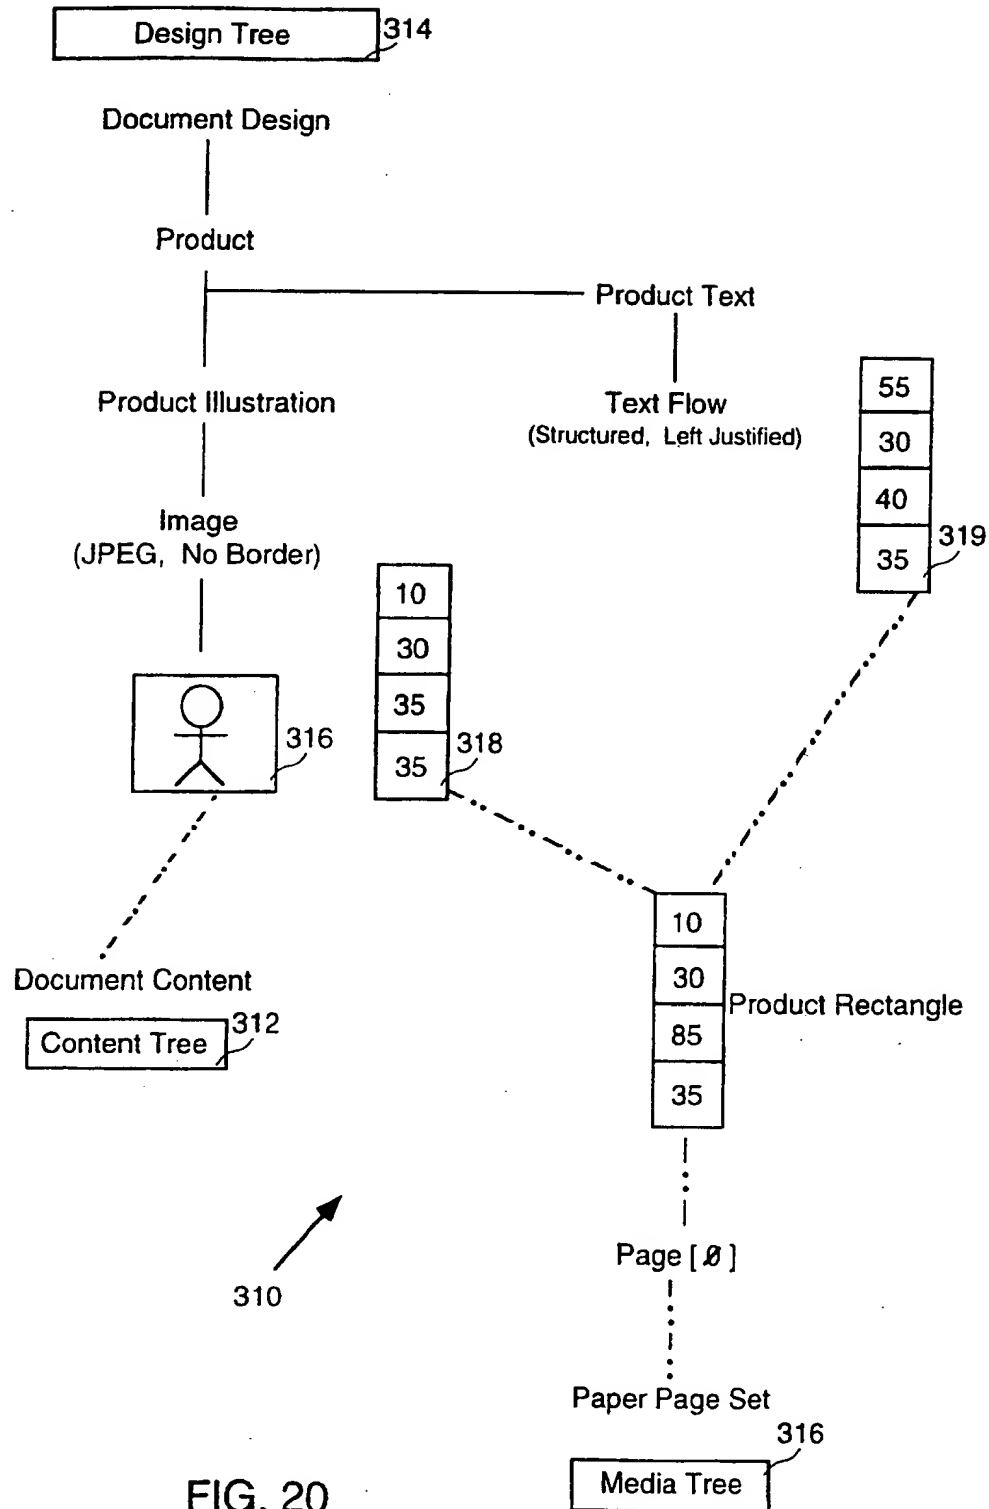 Design Tree
314
Document Design
Product
Product Text
Product Illustration
Text Flow
(Structured, Left Justified)
55
30
40
35
319
Image
(JPEG, No Border)
10
30
35
35
318
316
10
30
85
35
Product Rectangle
Document Content
Content Tree
312
310
Page [0]
Paper Page Set
316
Media Tree
FIG. 20